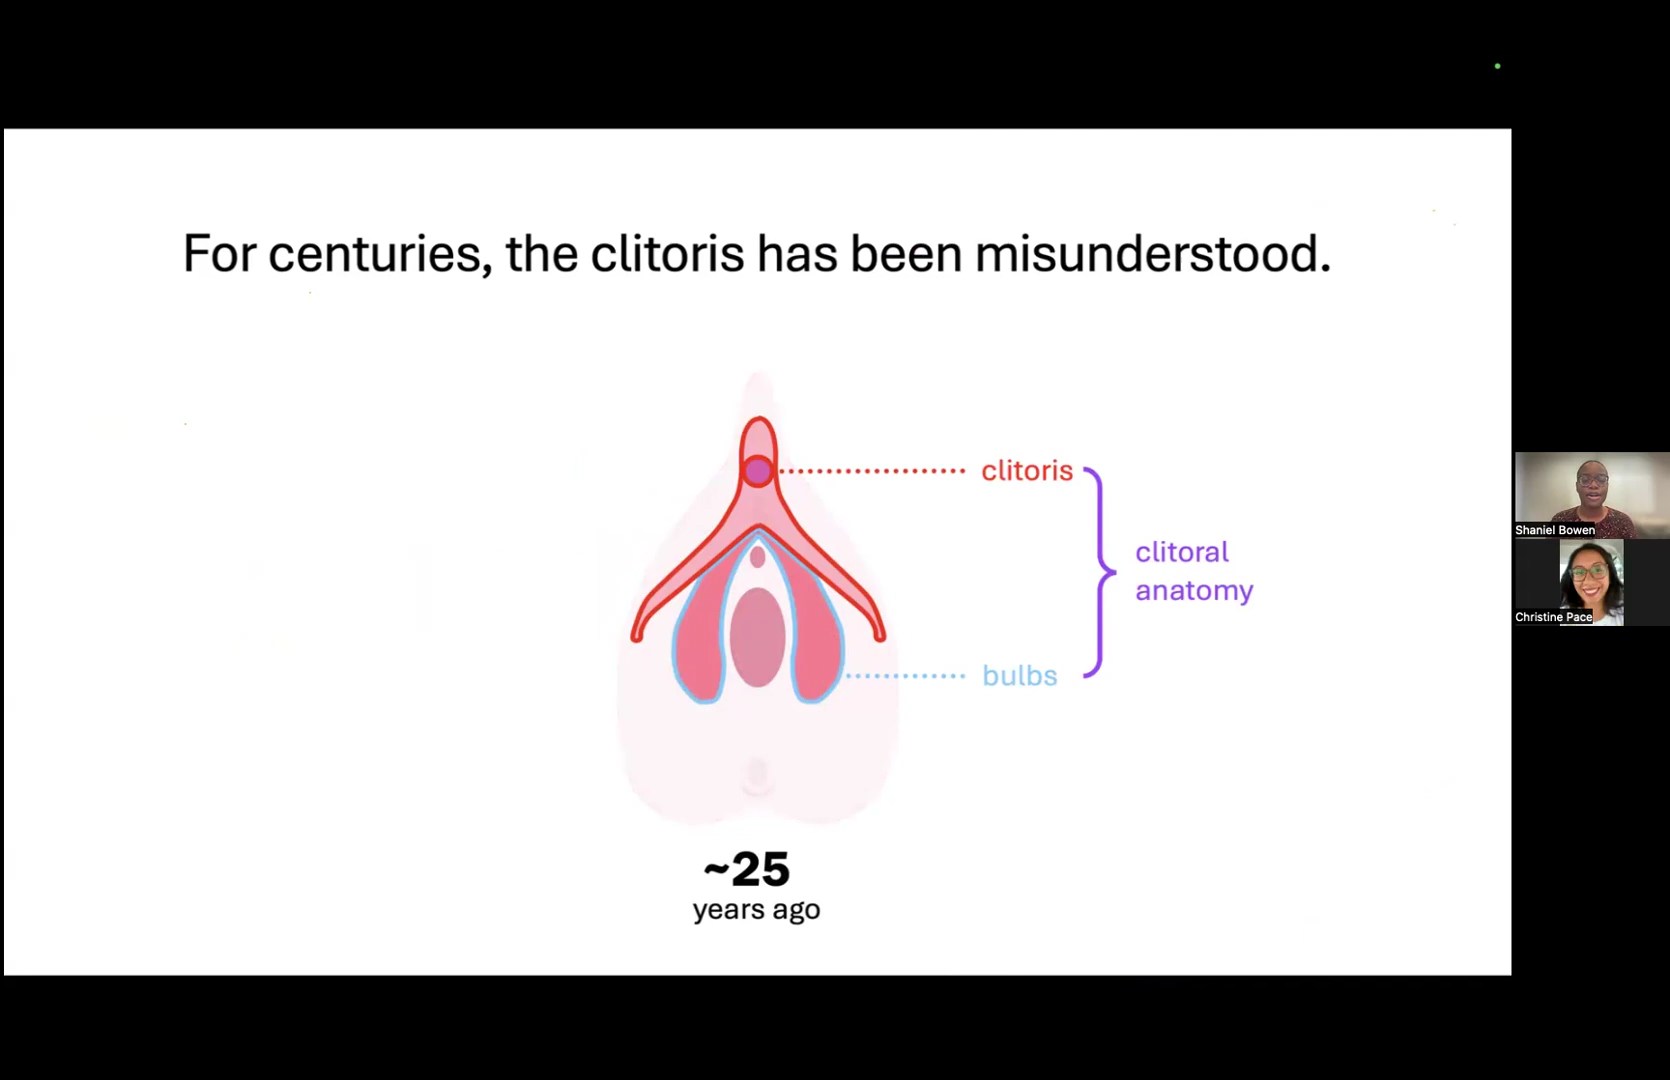 For centuries, the clitoris has been misunderstood.
clitoris
clitoral
anatomy
bulbs
~25
years ago
Shaniel Bowen
Christine Pace